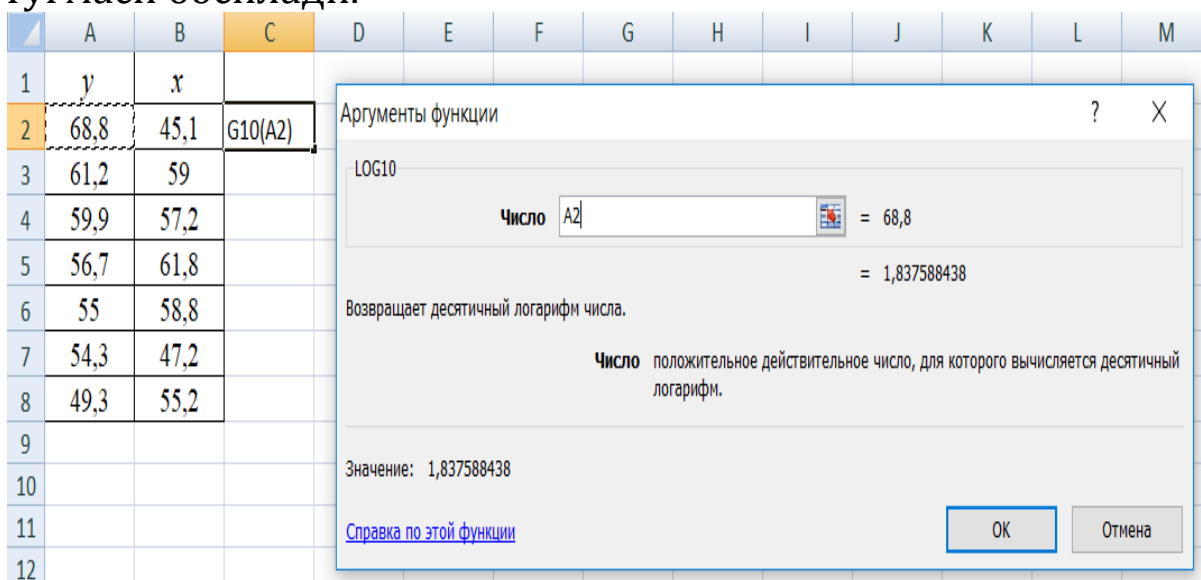 A B C D E F G H I J K L M
1 y x
2 68,8 45,1 G10(A2)
3 61,2 59
4 59,9 57,2
5 56,7 61,8
6 55 58,8
7 54,3 47,2
8 49,3 55,2
9
10
11
12
Аргументы функции ? X
LOG10
Число A2 = 68,8
= 1,837588438
Возвращает десятичный логарифм числа.
Число положительное действительное число, для которого вычисляется десятичный
логарифм.
Значение: 1,837588438
Справка по этой функции OK Отмена